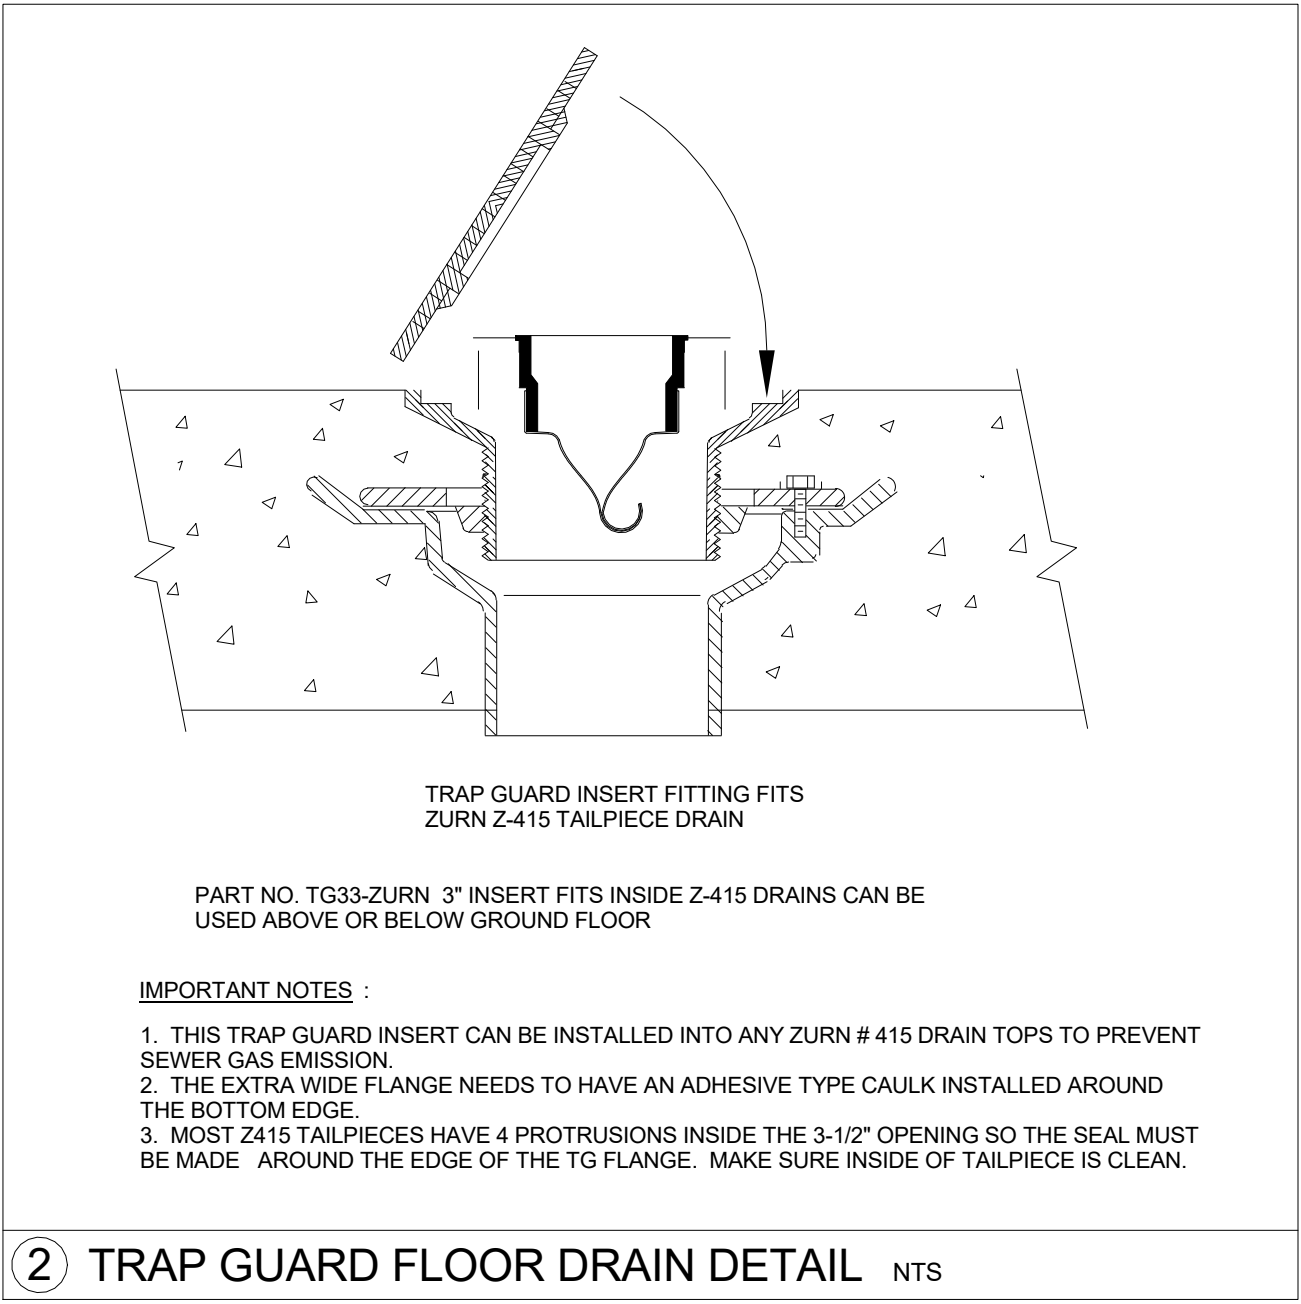 TRAP GUARD INSERT FITTING FITS
ZURN Z-415 TAILPIECE DRAIN
PART NO. TG33-ZURN 3" INSERT FITS INSIDE Z-415 DRAINS CAN BE
USED ABOVE OR BELOW GROUND FLOOR
IMPORTANT NOTES :
1. THIS TRAP GUARD INSERT CAN BE INSTALLED INTO ANY ZURN # 415 DRAIN TOPS TO PREVENT
SEWER GAS EMISSION.
2. THE EXTRA WIDE FLANGE NEEDS TO HAVE AN ADHESIVE TYPE CAULK INSTALLED AROUND
THE BOTTOM EDGE.
3. MOST Z415 TAILPIECES HAVE 4 PROTRUSIONS INSIDE THE 3-1/2" OPENING SO THE SEAL MUST
BE MADE AROUND THE EDGE OF THE TG FLANGE. MAKE SURE INSIDE OF TAILPIECE IS CLEAN.
2 TRAP GUARD FLOOR DRAIN DETAIL NTS